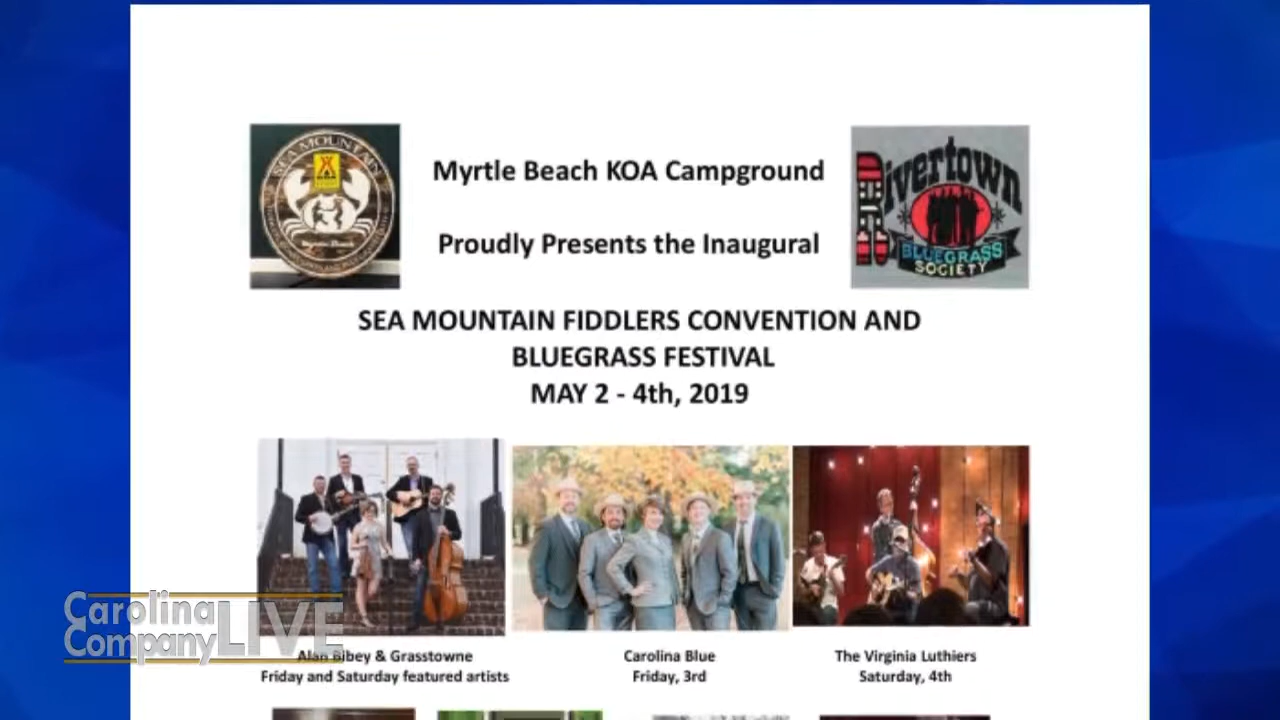 SEA MOUNTAIN
Myrtle Beach
Myrtle Beach KOA Campground
Proudly Presents the Inaugural
Rivertown
BLUEGRASS
SOCIETY
SEA MOUNTAIN FIDDLERS CONVENTION AND
BLUEGRASS FESTIVAL
MAY 2 - 4th, 2019
Carolina
Company LIVE
Alan Bibey & Grasstowne
Friday and Saturday featured artists
Carolina Blue
Friday, 3rd
The Virginia Luthiers
Saturday, 4th